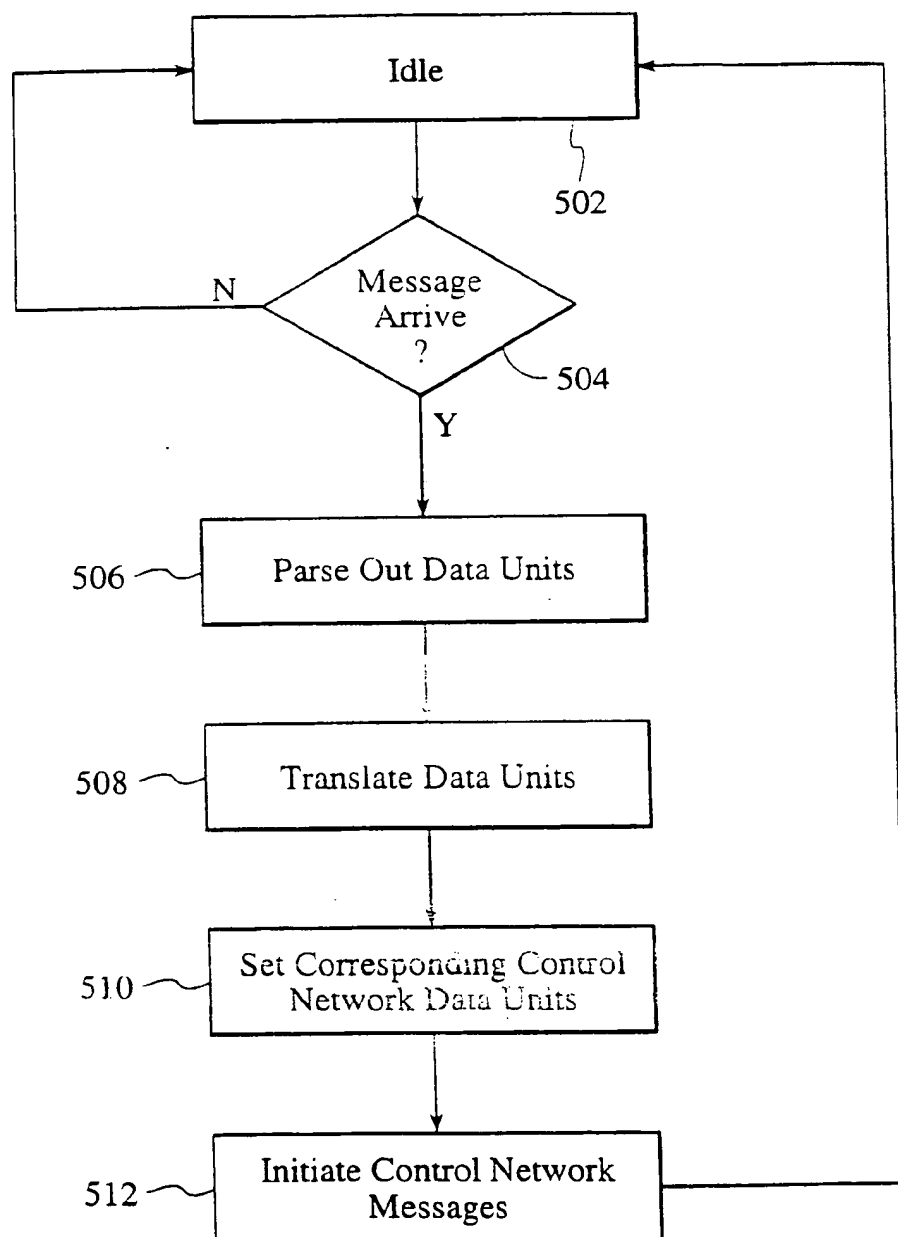 Idle
502
Message
Arrive
?
N
504
Y
506
Parse Out Data Units
508
Translate Data Units
510
Set Corresponding Control
Network Data Units
512
Initiate Control Network
Messages